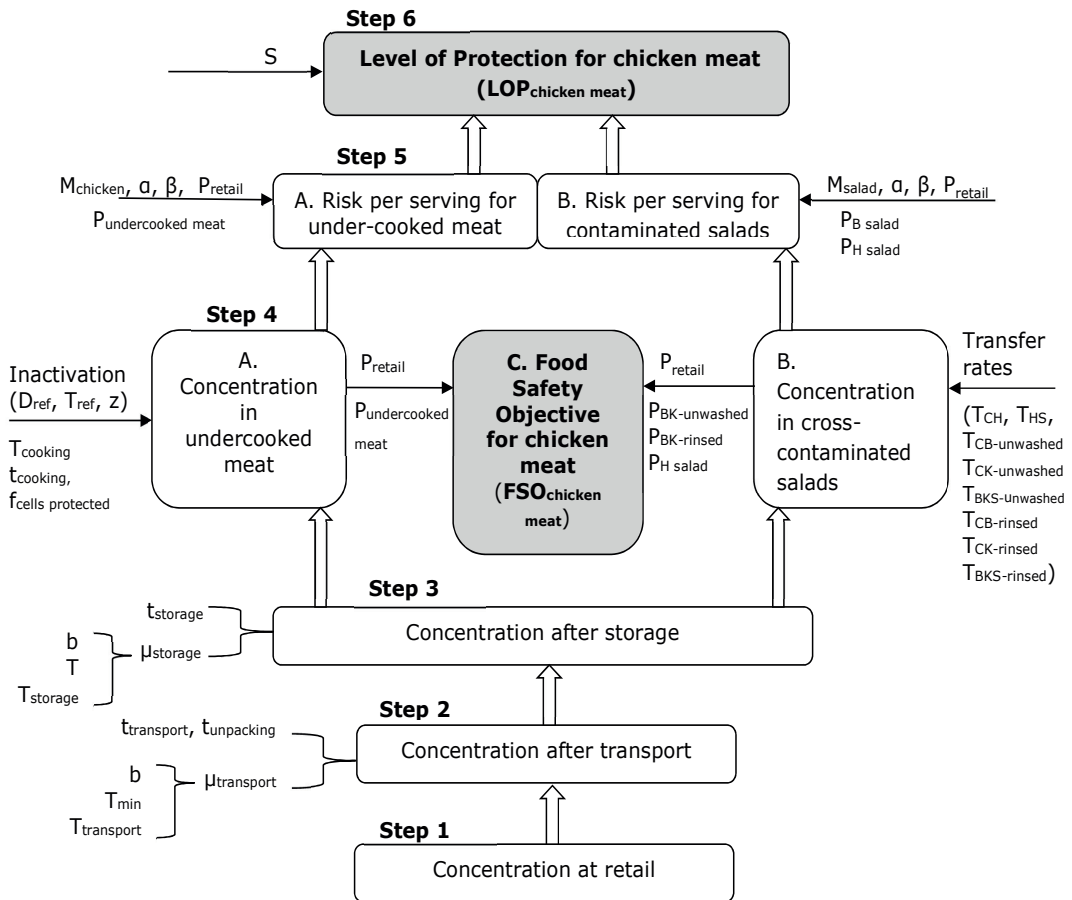 Step 6
Level of Protection for chicken meat
(LOPchicken meat)
S
Step 5
Mchicken, α, β, Pretail
Pundercooked meat
A. Risk per serving for
under-cooked meat
B. Risk per serving for
contaminated salads
Msalad, α, β, Pretail
PB salad
PH salad
Step 4
A.
Concentration
in
undercooked
meat
Inactivation
(Dref, Tref, z)
Tcooking
tcooking,
fcells protected
Pretail
Pundercooked
meat
C. Food
Safety
Objective
for chicken
meat
(FSOchicken
meat)
Pretail
PBK-unwashed
PBK-rinsed
PH salad
B.
Concentration
in cross-
contaminated
salads
Transfer
rates
(TCH, THS,
TCB-unwashed
TCK-unwashed
TBKS-unwashed
TCB-rinsed
TCK-rinsed
TBKS-rinsed)
Step 3
Concentration after storage
tstorage
μstorage
b
T
Tstorage
Step 2
Concentration after transport
ttransport, tunpacking
μtransport
b
Tmin
Ttransport
Step 1
Concentration at retail